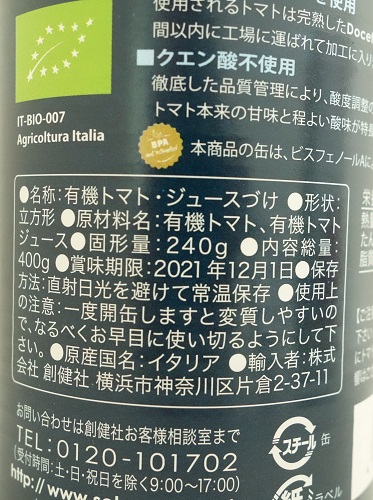 使用されるトマトは完熟したDoce
間以内に工場に運ばれて加工に入り
■クエン酸不使用
徹底した品質管理により、酸度調整の
トマト本来の甘味と程よい酸味が特長
IT-BIO-007
Agricoltura Italia
BPA
本商品の缶は、ビスフェノールAによ
●名称:有機トマト・ジュースづけ ●形状:
立方形 ●原材料名:有機トマト、有機トマト
ジュース●固形量:240g ●内容総量:
400g ●賞味期限:2021年12月1日●保存
方法:直射日光を避けて常温保存 ●使用上
の注意:一度開缶しますと変質しやすいの
で、なるべくお早目に使い切るようにして下
さい。●原産国名:イタリア ●輸入者:株式
会社 創健社 横浜市神奈川区片倉2-37-11
お問い合わせは創健社お客様相談室まで
TEL:0120-101702
(受付時間:土・日・祝日を除く9:00〜17:00)
缶
スチール
ラベル